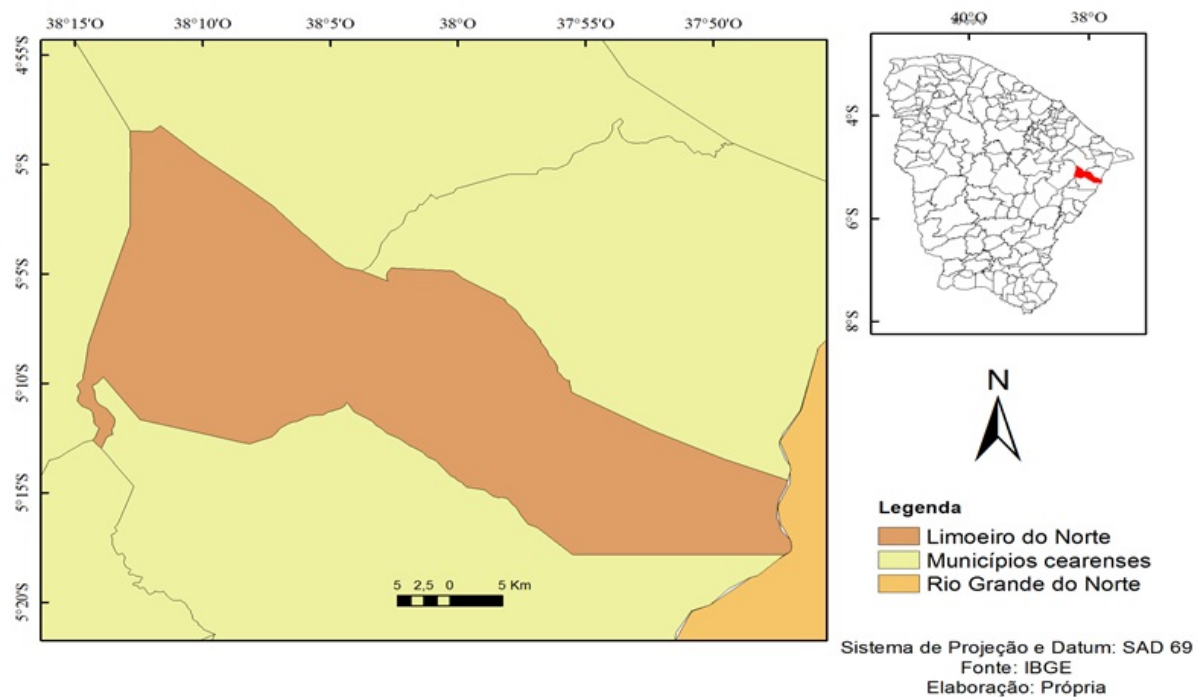 38°15'O 38°10'O 38°5'O 38°O 37°55'O 37°50'O
4°55'S
5°S
5°5'S
5°10'S
5°15'S
5°20'S
5 2,5 0 5 Km
40°O 38°O
4°S
6°S
8°S
N
Legenda
Limoeiro do Norte
Municípios cearenses
Rio Grande do Norte
Sistema de Projeção e Datum: SAD 69
Fonte: IBGE
Elaboração: Própria